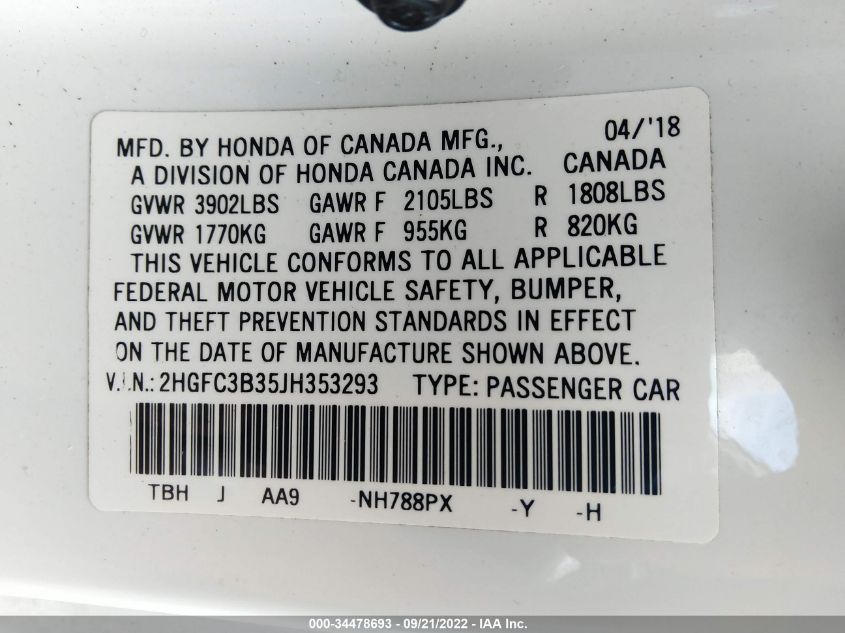 04/'18
MFD. BY HONDA OF CANADA MFG.,
A DIVISION OF HONDA CANADA INC. CANADA
GVWR 3902LBS GAWR F 2105LBS R 1808LBS
GVWR 1770KG GAWR F 955KG R 820KG
THIS VEHICLE CONFORMS TO ALL APPLICABLE
FEDERAL MOTOR VEHICLE SAFETY, BUMPER,
AND THEFT PREVENTION STANDARDS IN EFFECT
ON THE DATE OF MANUFACTURE SHOWN ABOVE.
V.I.N.: 2HGFC3B35JH353293 TYPE: PASSENGER CAR
TBH J AA9 -NH788PX -Y -H
000-34478693 - 09/21/2022 - IAA Inc.